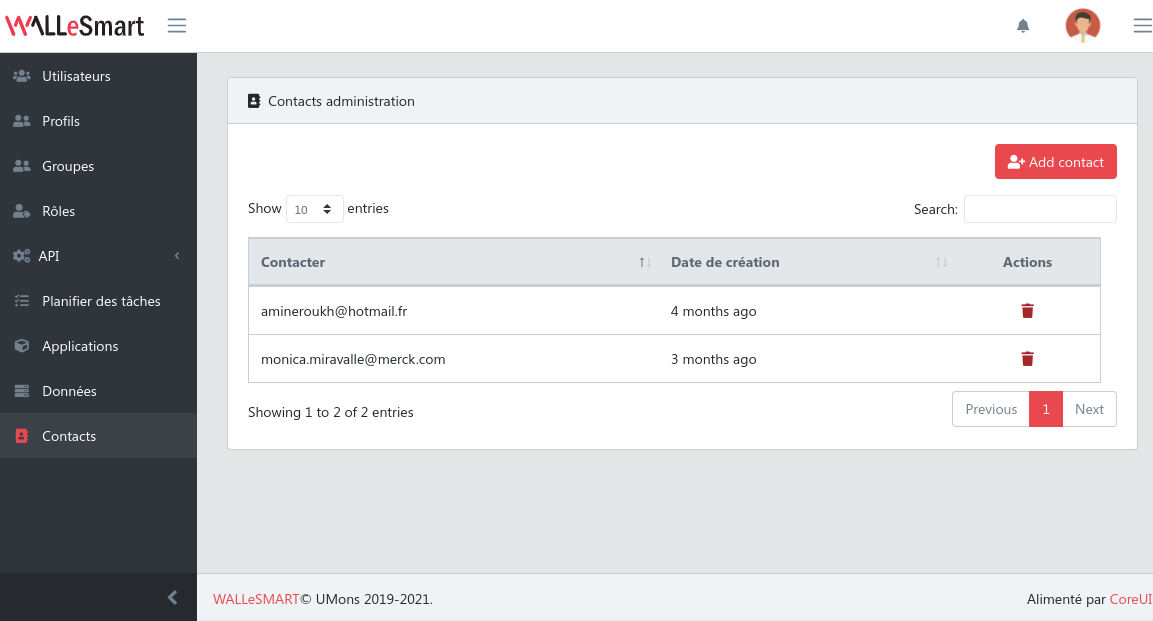 WALLeSmart
Utilisateurs
Profils
Groupes
Rôles
API
Planifier des tâches
Applications
Données
Contacts
Contacts administration
Add contact
Show 10 entries
Search:
Contacter Date de création Actions
amineroukh@hotmail.fr 4 months ago
monica.miravalle@merck.com 3 months ago
Showing 1 to 2 of 2 entries
Previous 1 Next
WALLeSMART© UMons 2019-2021.
Alimenté par CoreUI